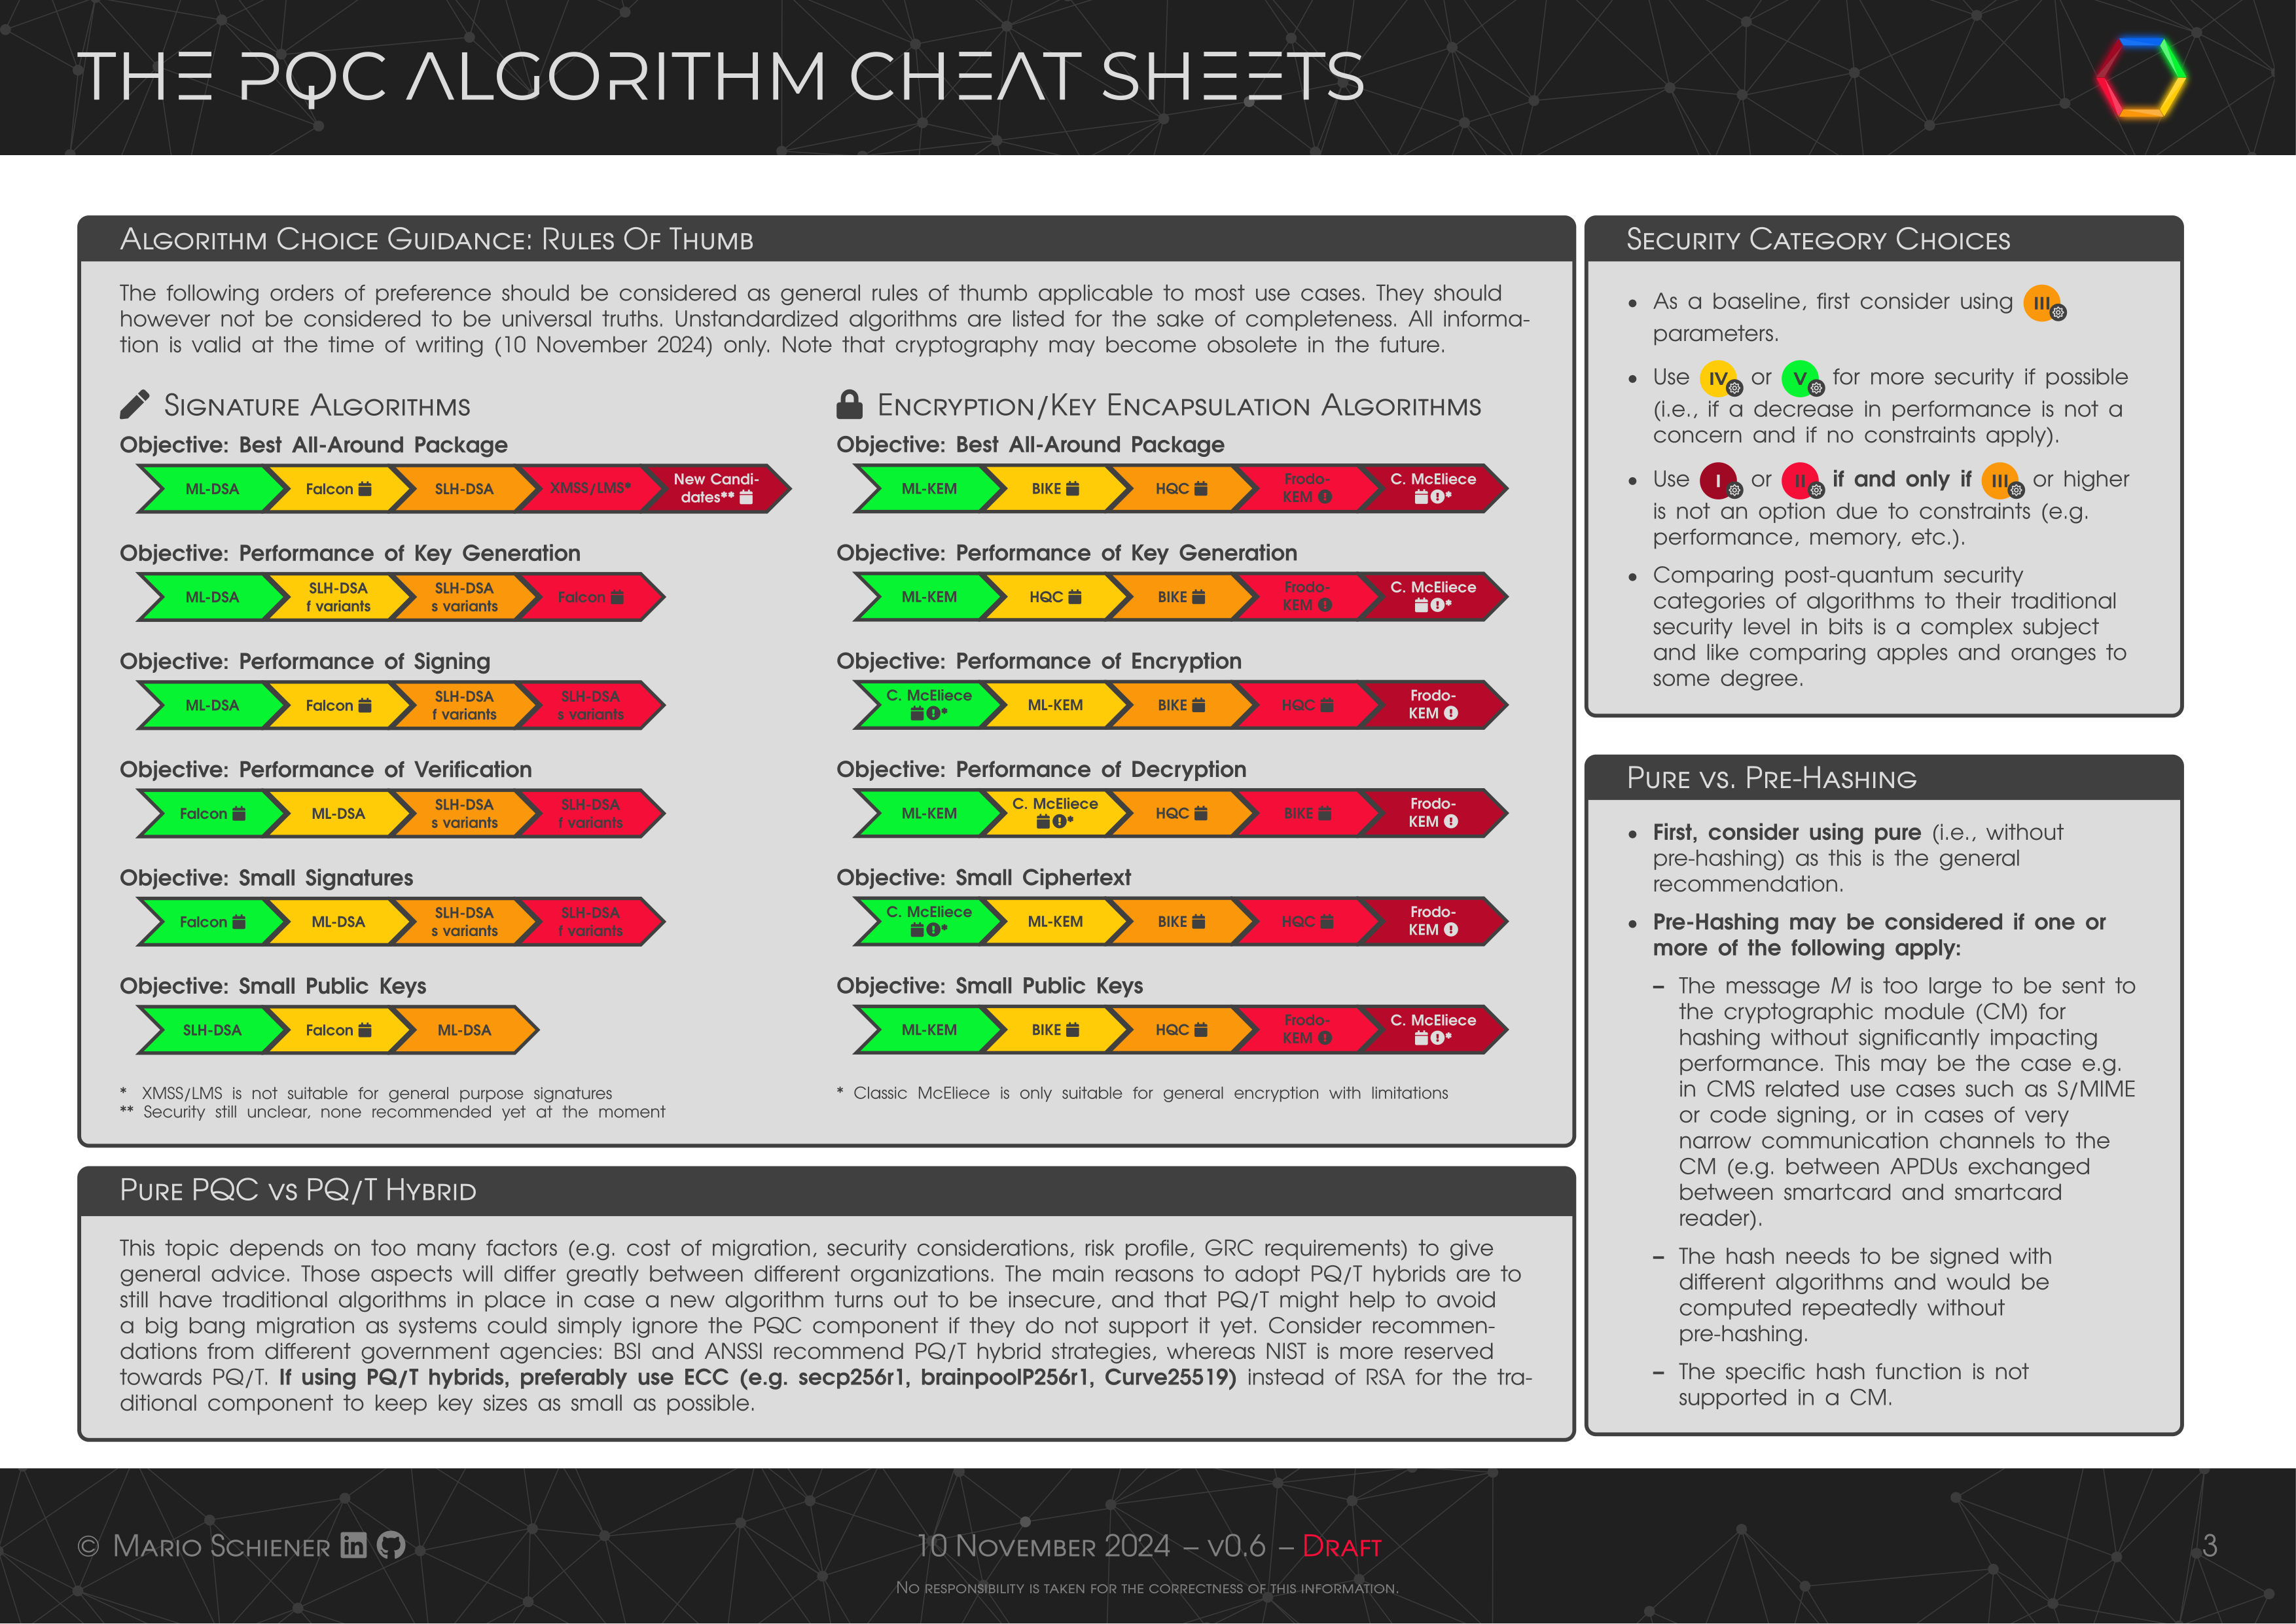 THE PQC ALGORITHM CHEAT SHEETS
Algorithm Choice Guidance: Rules Of Thumb
The following orders of preference should be considered as general rules of thumb applicable to most use cases. They should
however not be considered to be universal truths. Unstandardized algorithms are listed for the sake of completeness. All informa-
tion is valid at the time of writing (10 November 2024) only. Note that cryptography may become obsolete in the future.
Signature Algorithms
Objective: Best All-Around Package
ML-DSA
Falcon
SLH-DSA
XMSS/LMS*
New Candi-
dates**
Objective: Performance of Key Generation
ML-DSA
SLH-DSA
f variants
SLH-DSA
s variants
Falcon
Objective: Performance of Signing
ML-DSA
Falcon
SLH-DSA
f variants
SLH-DSA
s variants
Objective: Performance of Verification
Falcon
ML-DSA
SLH-DSA
s variants
SLH-DSA
f variants
Objective: Small Signatures
Falcon
ML-DSA
SLH-DSA
s variants
SLH-DSA
f variants
Objective: Small Public Keys
SLH-DSA
Falcon
ML-DSA
* XMSS/LMS is not suitable for general purpose signatures
** Security still unclear, none recommended yet at the moment
Encryption/Key Encapsulation Algorithms
Objective: Best All-Around Package
ML-KEM
BIKE
HQC
Frodo-
KEM
C. McEliece
*
Objective: Performance of Key Generation
ML-KEM
HQC
BIKE
Frodo-
KEM
C. McEliece
*
Objective: Performance of Encryption
C. McEliece
*
ML-KEM
BIKE
HQC
Frodo-
KEM
Objective: Performance of Decryption
ML-KEM
C. McEliece
*
HQC
BIKE
Frodo-
KEM
Objective: Small Ciphertext
C. McEliece
*
ML-KEM
BIKE
HQC
Frodo-
KEM
Objective: Small Public Keys
ML-KEM
BIKE
HQC
Frodo-
KEM
C. McEliece
*
* Classic McEliece is only suitable for general encryption with limitations
Pure PQC vs PQ/T Hybrid
This topic depends on too many factors (e.g. cost of migration, security considerations, risk profile, GRC requirements) to give
general advice. Those aspects will differ greatly between different organizations. The main reasons to adopt PQ/T hybrids are to
still have traditional algorithms in place in case a new algorithm turns out to be insecure, and that PQ/T might help to avoid
a big bang migration as systems could simply ignore the PQC component if they do not support it yet. Consider recommen-
dations from different government agencies: BSI and ANSSI recommend PQ/T hybrid strategies, whereas NIST is more reserved
towards PQ/T. If using PQ/T hybrids, preferably use ECC (e.g. secp256r1, brainpoolP256r1, Curve25519) instead of RSA for the tra-
ditional component to keep key sizes as small as possible.
Security Category Choices
• As a baseline, first consider using III
parameters.
• Use IV or V for more security if possible
(i.e., if a decrease in performance is not a
concern and if no constraints apply).
• Use I or II if and only if III or higher
is not an option due to constraints (e.g.
performance, memory, etc.).
• Comparing post-quantum security
categories of algorithms to their traditional
security level in bits is a complex subject
and like comparing apples and oranges to
some degree.
Pure vs. Pre-Hashing
• First, consider using pure (i.e., without
pre-hashing) as this is the general
recommendation.
• Pre-Hashing may be considered if one or
more of the following apply:
– The message M is too large to be sent to
the cryptographic module (CM) for
hashing without significantly impacting
performance. This may be the case e.g.
in CMS related use cases such as S/MIME
or code signing, or in cases of very
narrow communication channels to the
CM (e.g. between APDUs exchanged
between smartcard and smartcard
reader).
– The hash needs to be signed with
different algorithms and would be
computed repeatedly without
pre-hashing.
– The specific hash function is not
supported in a CM.
© Mario Schiener in
10 November 2024 – v0.6 – Draft
No responsibility is taken for the correctness of this information.
3